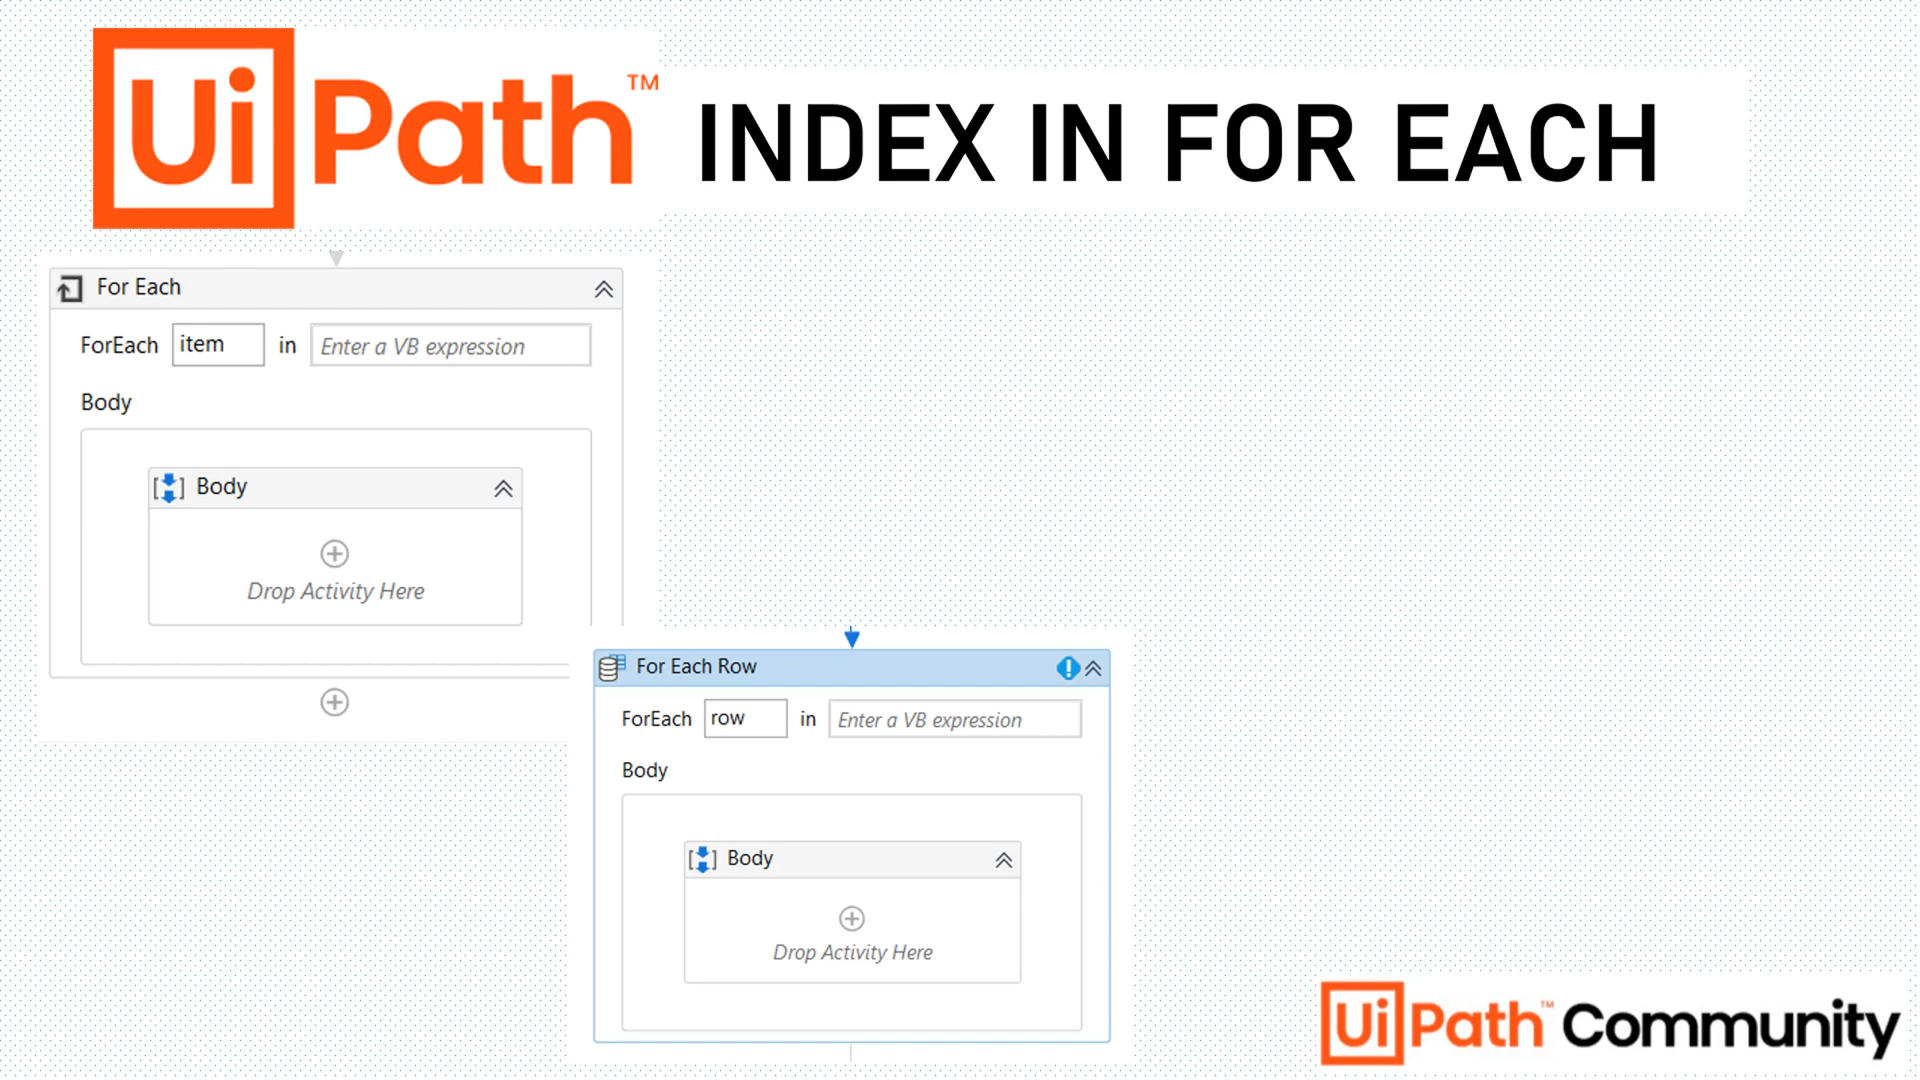 UiPath™ INDEX IN FOR EACH
For Each
ForEach item in Enter a VB expression
Body
Body
Drop Activity Here
For Each Row
ForEach row in Enter a VB expression
Body
Body
Drop Activity Here
UiPath™ Community